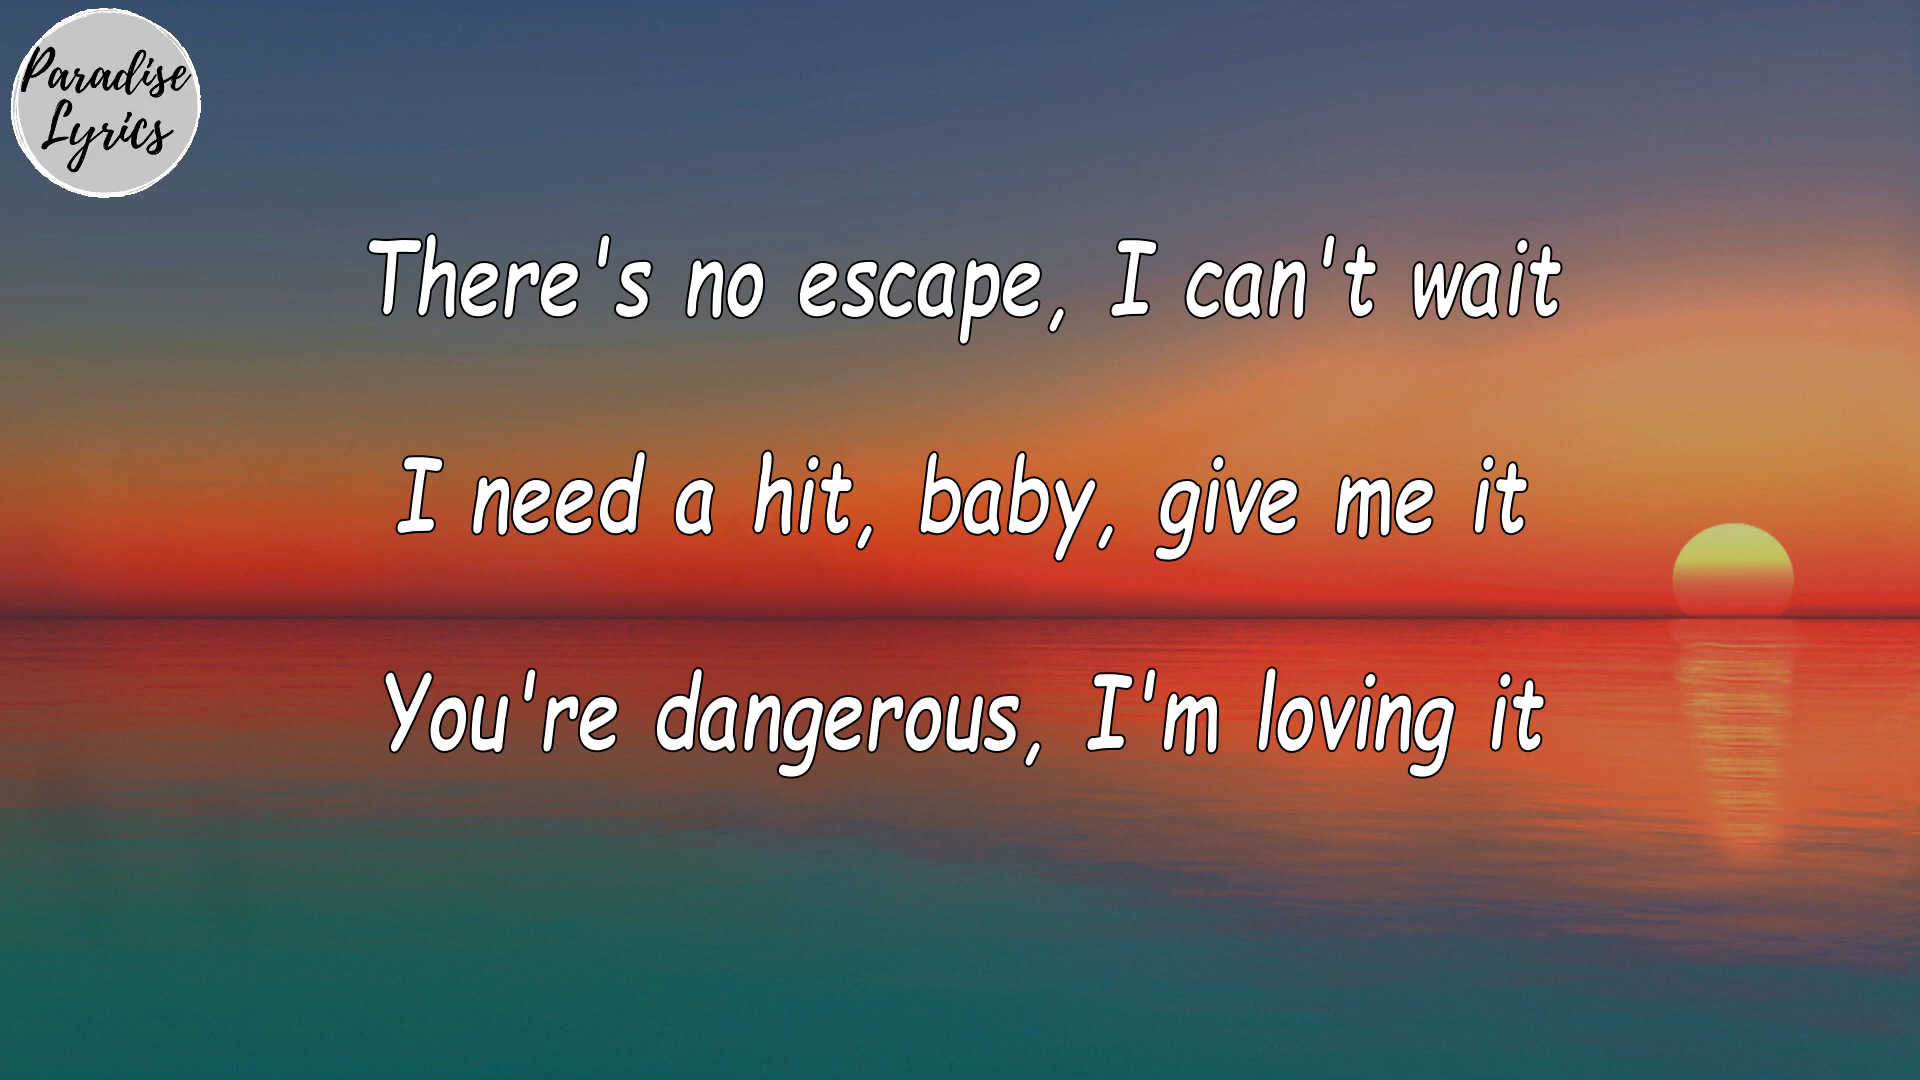 Paradise
Lyrics
There's no escape, I can't wait
I need a hit, baby, give me it
You're dangerous, I'm loving it